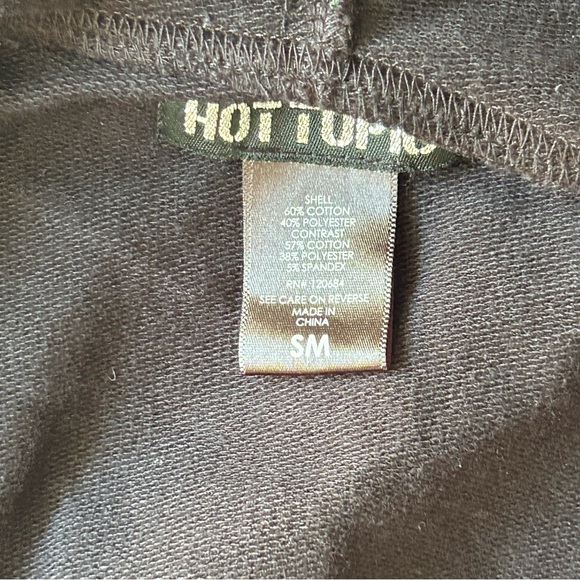 HOT TOPIC
SHELL
60% COTTON
40% POLYESTER
CONTRAST
57% COTTON
38% POLYESTER
5% SPANDEX
RN# 120684
SEE CARE ON REVERSE
MADE IN
CHINA
SM